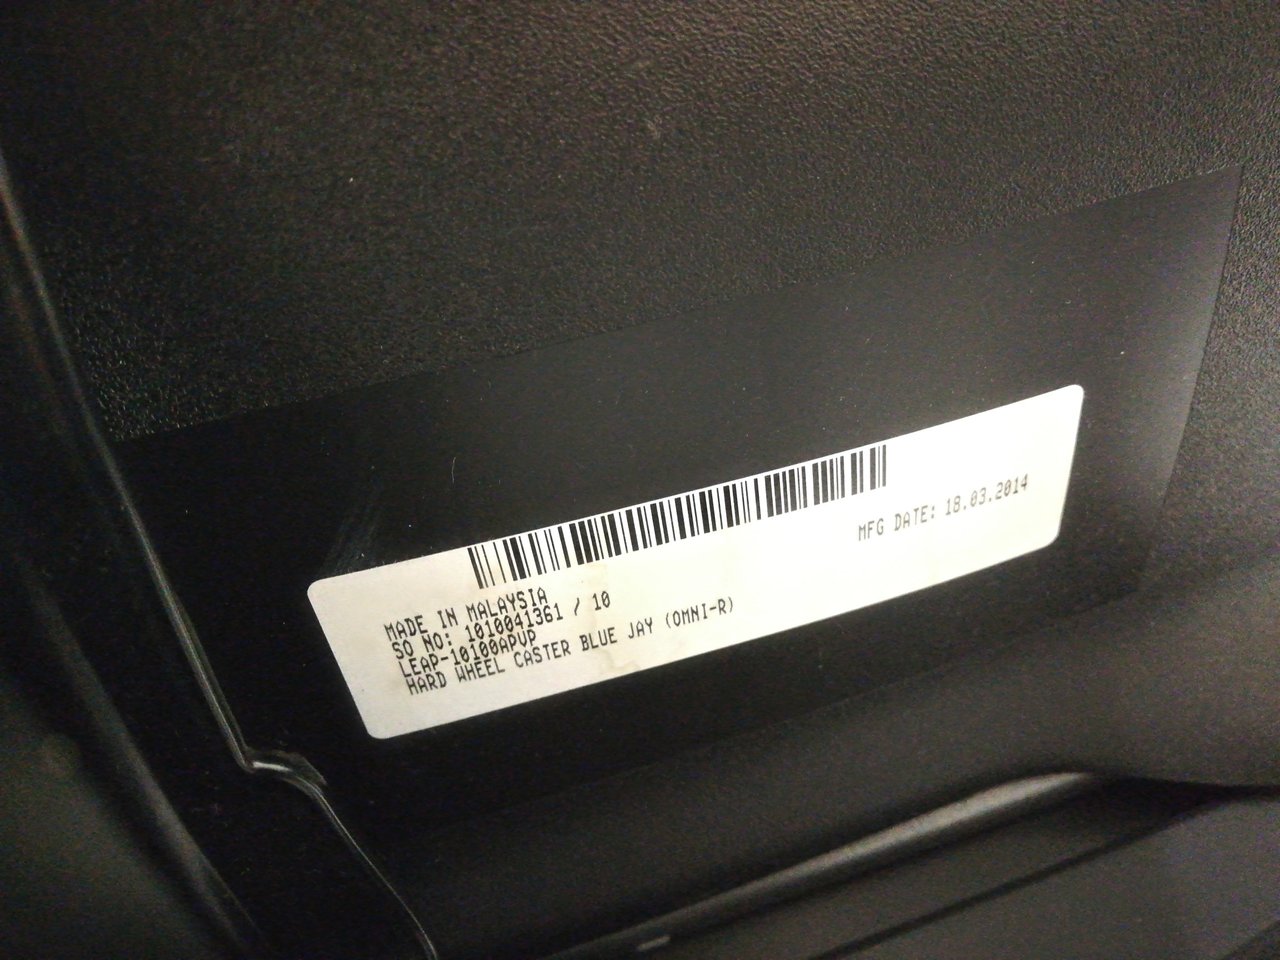 MADE IN MALAYSIA
SO NO: 1010041361 / 10
LEAP-10100APVP
HARD WHEEL CASTER BLUE JAY (OMNI-R)
MFG DATE: 18.03.2014